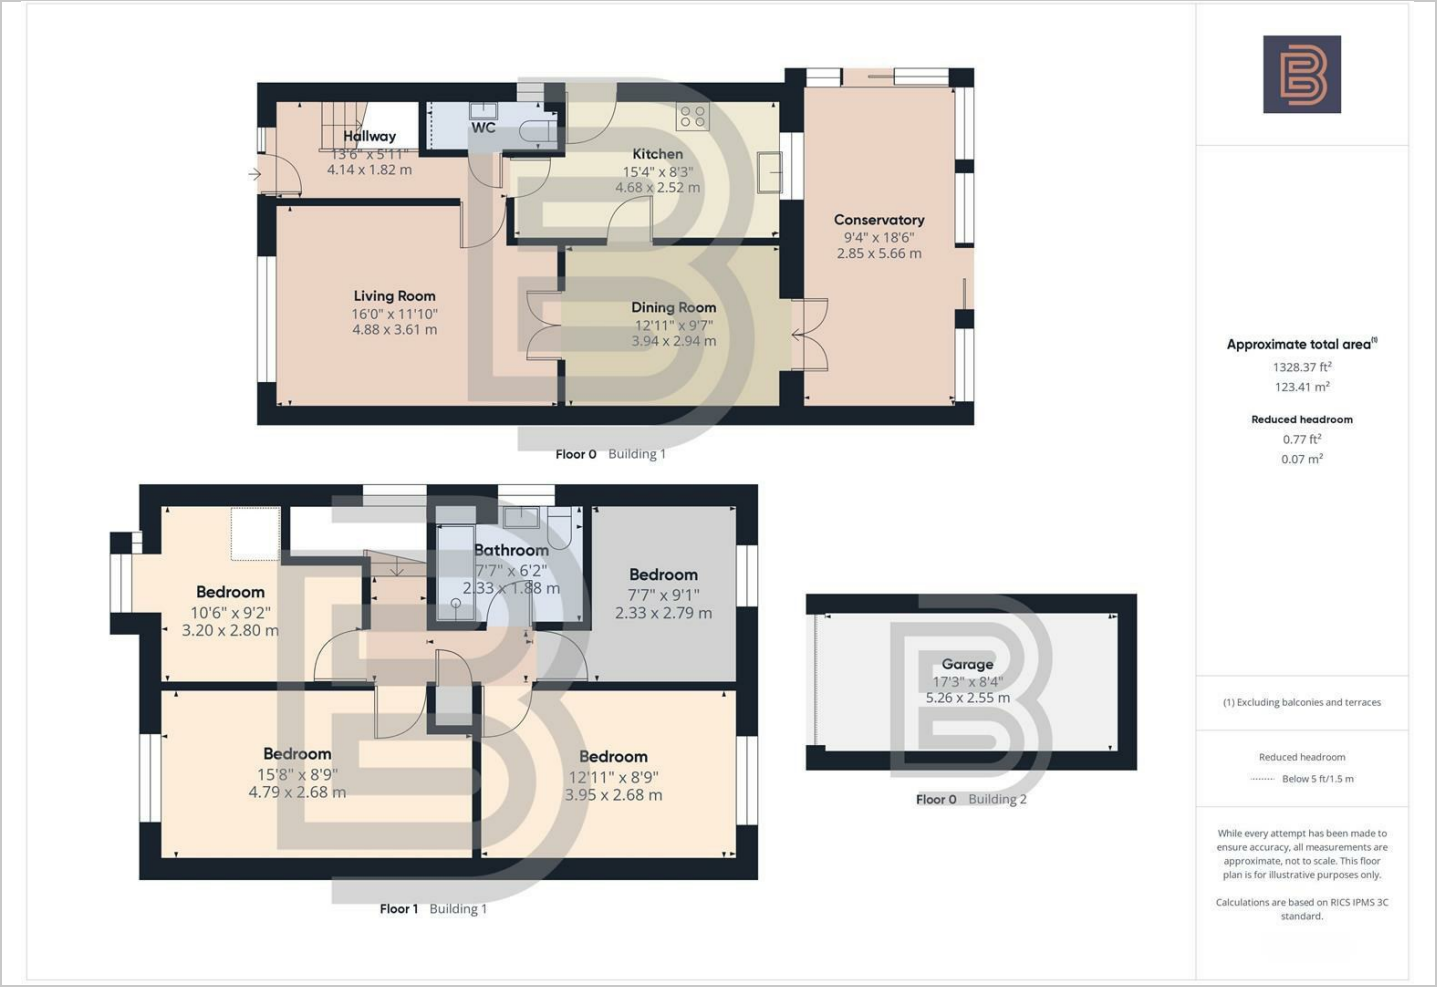 Hallway
13'6" x 5'11"
4.14 x 1.82 m
WC
Kitchen
15'4" x 8'3"
4.68 x 2.52 m
Conservatory
9'4" x 18'6"
2.85 x 5.66 m
Living Room
16'0" x 11'10"
4.88 x 3.61 m
Dining Room
12'11" x 9'7"
3.94 x 2.94 m
Floor 0 Building 1
Bedroom
10'6" x 9'2"
3.20 x 2.80 m
Bathroom
7'7" x 6'2"
2.33 x 1.88 m
Bedroom
7'7" x 9'1"
2.33 x 2.79 m
Bedroom
15'8" x 8'9"
4.79 x 2.68 m
Bedroom
12'11" x 8'9"
3.95 x 2.68 m
Floor 1 Building 1
Garage
17'3" x 8'4"
5.26 x 2.55 m
Floor 0 Building 2
B
Approximate total area⁽¹⁾
1328.37 ft²
123.41 m²
Reduced headroom
0.77 ft²
0.07 m²
(1) Excluding balconies and terraces
Reduced headroom
Below 5 ft/1.5 m
While every attempt has been made to
ensure accuracy, all measurements are
approximate, not to scale. This floor
plan is for illustrative purposes only.
Calculations are based on RICS IPMS 3C
standard.